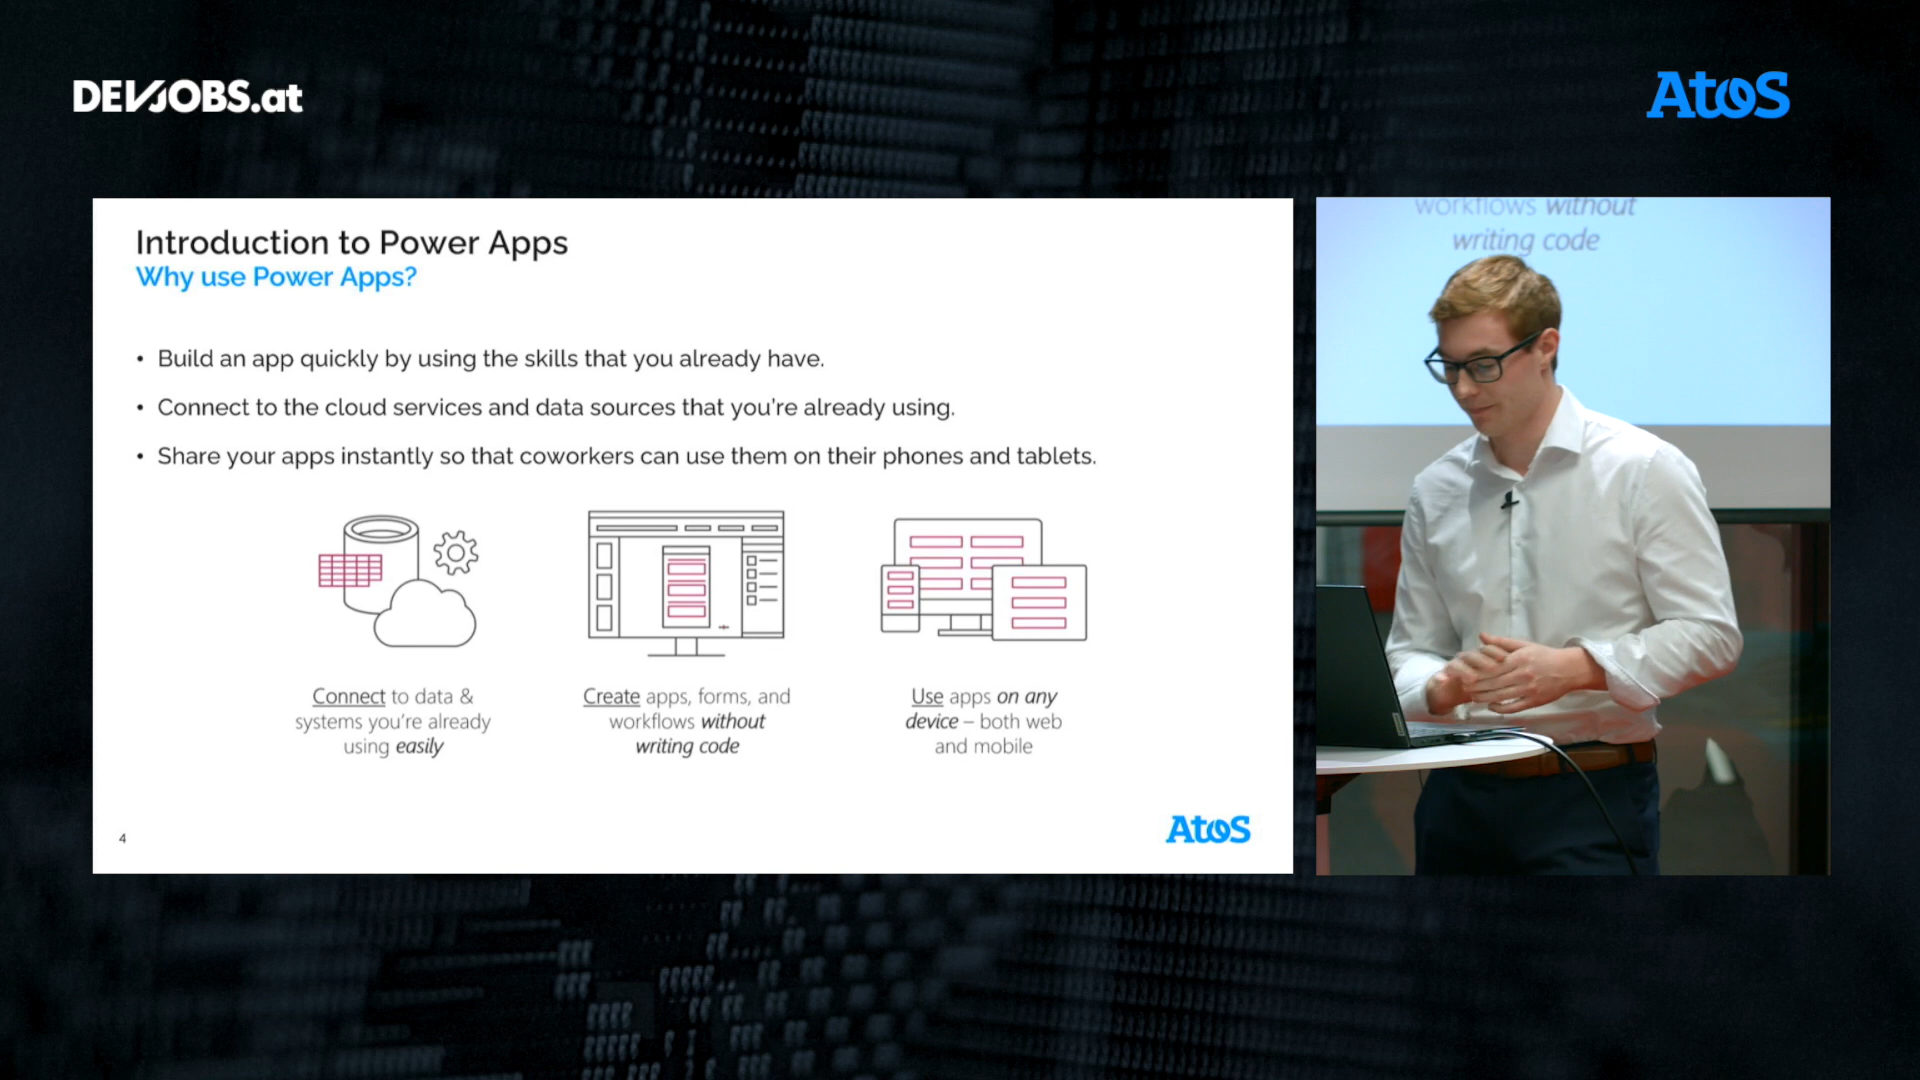 DEVJOBS.at
Atos
Introduction to Power Apps
Why use Power Apps?
• Build an app quickly by using the skills that you already have.
• Connect to the cloud services and data sources that you're already using.
• Share your apps instantly so that coworkers can use them on their phones and tablets.
Connect to data &
systems you're already
using easily
Create apps, forms, and
workflows without
writing code
Use apps on any
device – both web
and mobile
4
Atos
workflows without
writing code